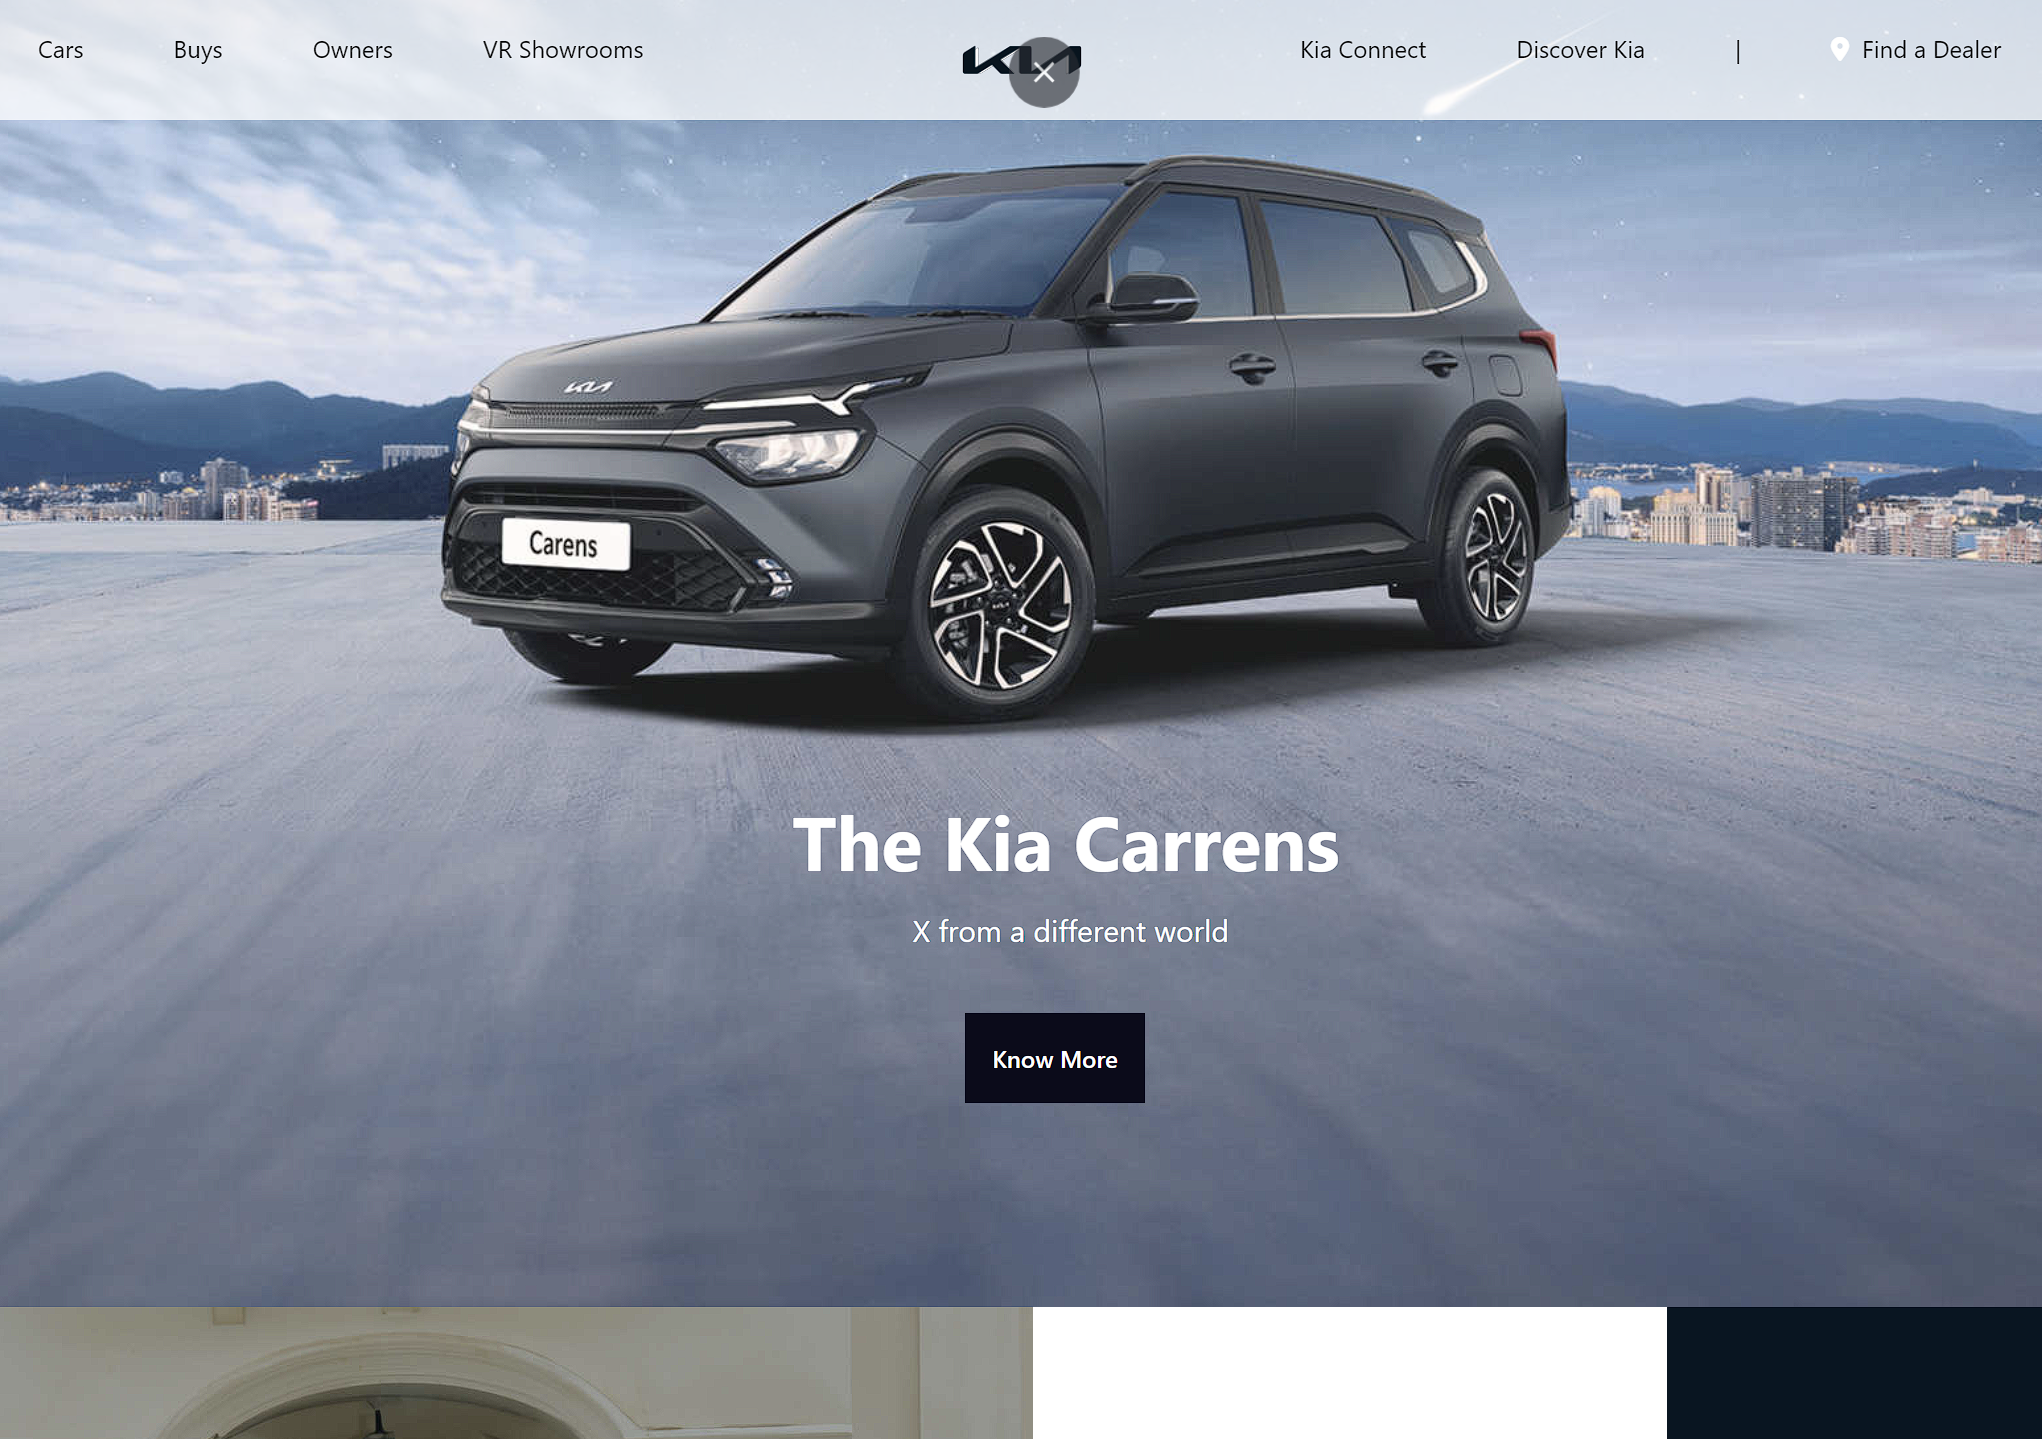 Cars
Buys
Owners
VR Showrooms
KIA
Kia Connect
Discover Kia
|
Find a Dealer
KIA
Carens
The Kia Carrens
X from a different world
Know More